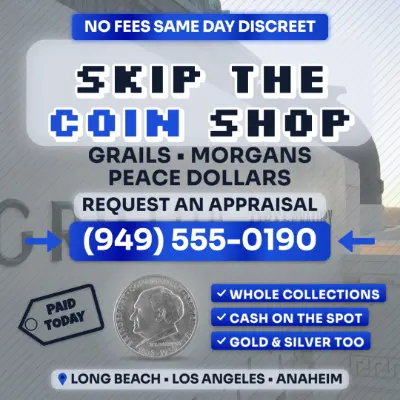 NO FEES SAME DAY DISCREET
SKIP THE
COIN SHOP
GRAILS ▪ MORGANS
PEACE DOLLARS
REQUEST AN APPRAISAL
(949) 555-0190
PAID
TODAY
WHOLE COLLECTIONS
CASH ON THE SPOT
GOLD & SILVER TOO
LONG BEACH ▪ LOS ANGELES ▪ ANAHEIM